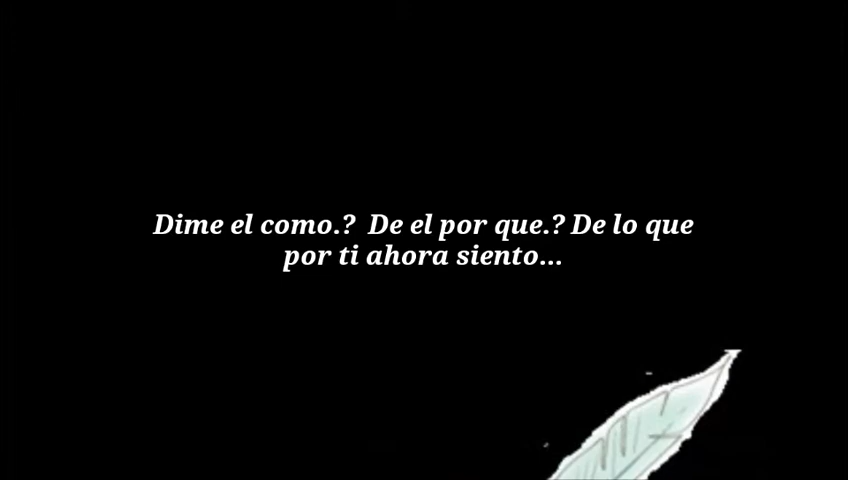 Dime el como.?  De el por que.? De lo que
por ti ahora siento...